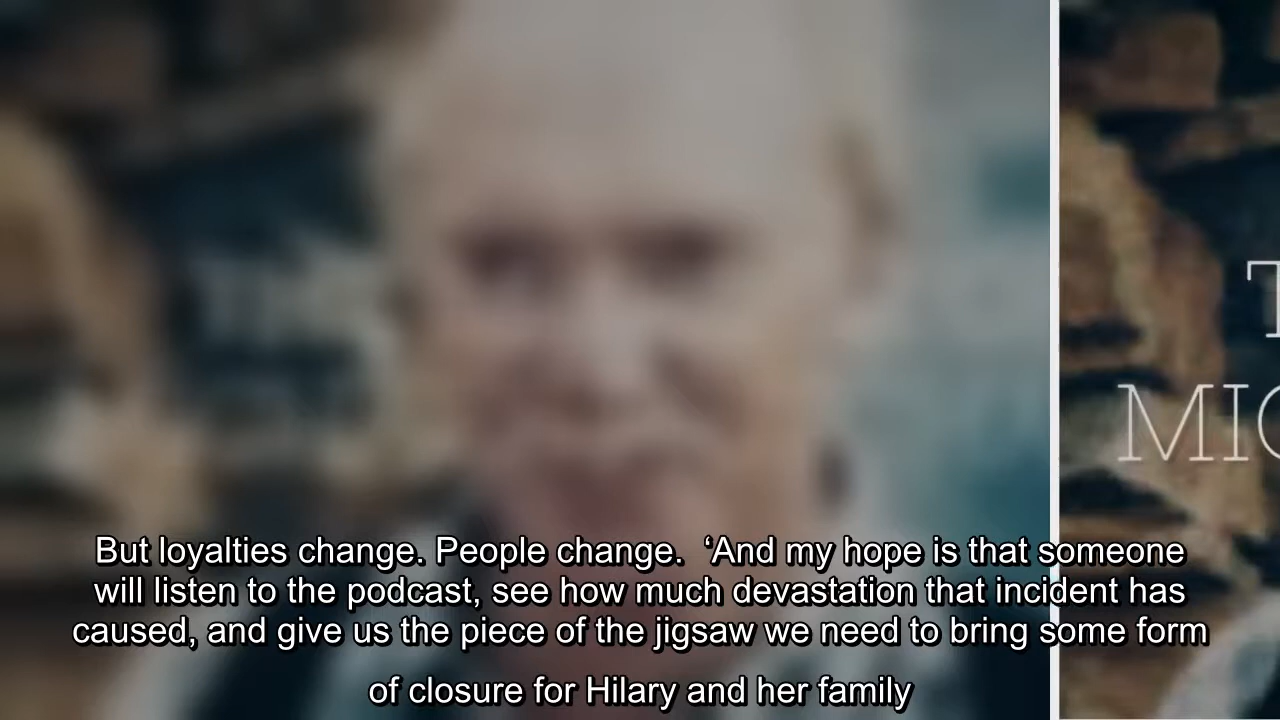 T
MIC
But loyalties change. People change.  ‘And my hope is that someone
will listen to the podcast, see how much devastation that incident has
caused, and give us the piece of the jigsaw we need to bring some form
of closure for Hilary and her family